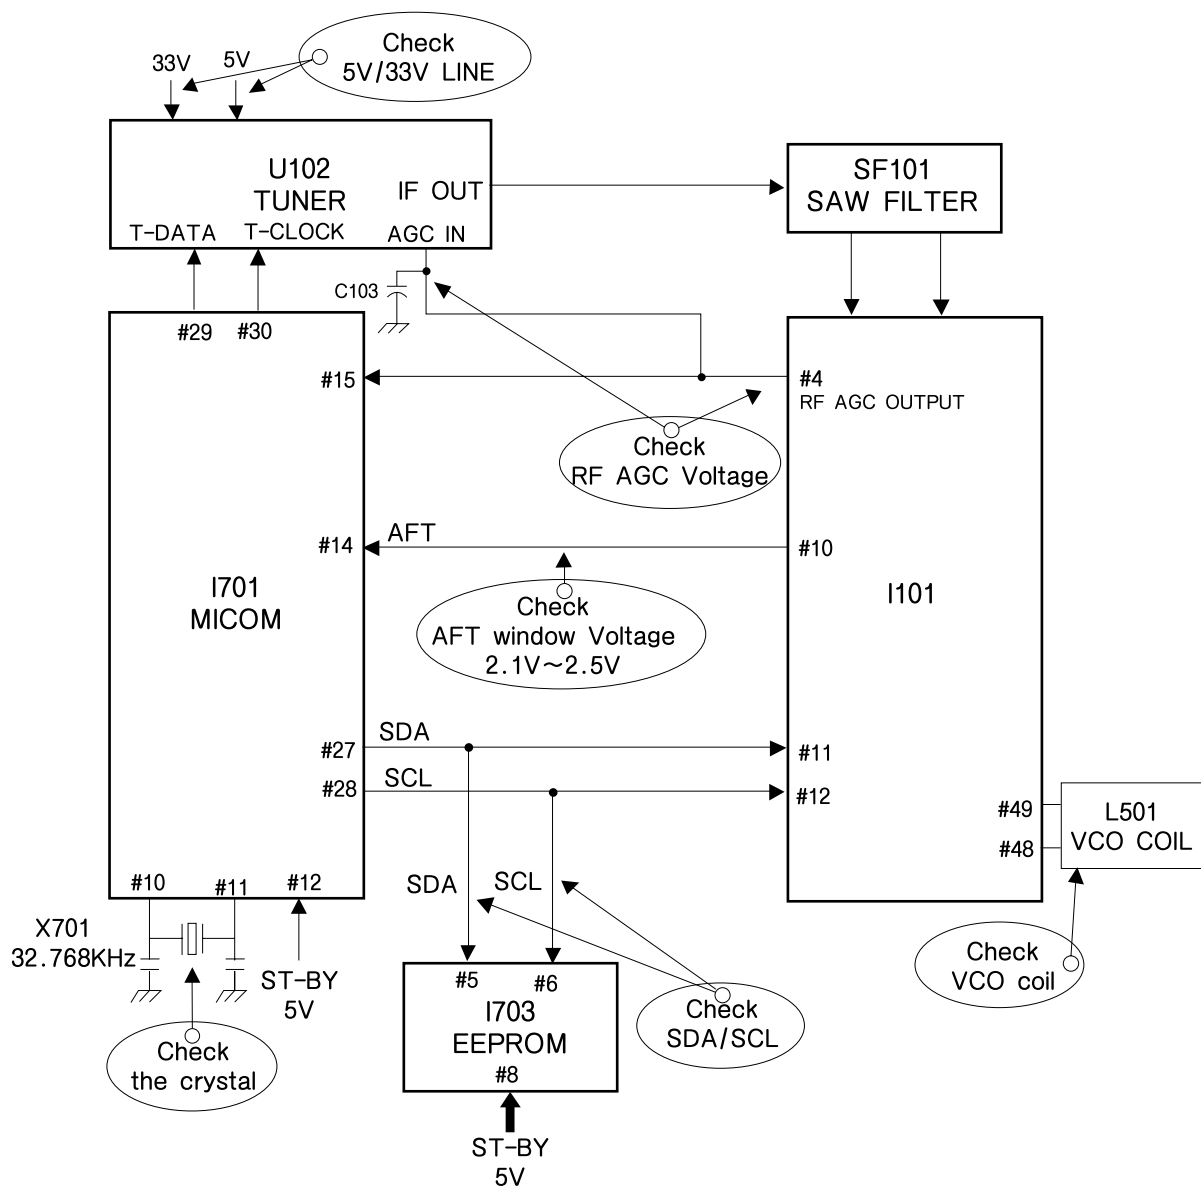 Check
5V/33V LINE
33V
5V
U102
TUNER
IF OUT
T-DATA
T-CLOCK
AGC IN
SF101
SAW FILTER
C103
#29
#30
#15
#4
RF AGC OUTPUT
Check
RF AGC Voltage
#14
AFT
#10
I701
MICOM
I101
Check
AFT window Voltage
2.1V~2.5V
#27
SDA
#11
#28
SCL
#12
#49
#48
L501
VCO COIL
#10
#11
#12
SDA
SCL
X701
32.768KHz
ST-BY
5V
Check
the crystal
#5
#6
I703
EEPROM
#8
Check
SDA/SCL
Check
VCO coil
ST-BY
5V